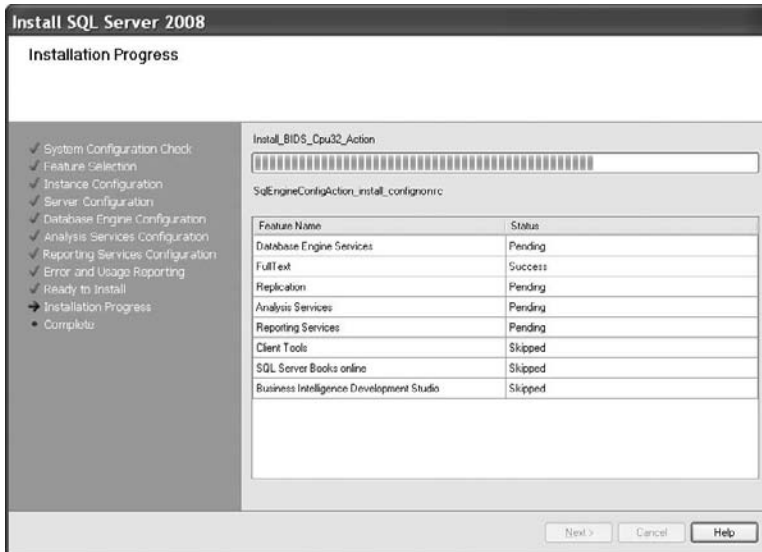 Install SQL Server 2008
Installation Progress
System Configuration Check
Feature Selection
Instance Configuration
Server Configuration
Database Engine Configuration
Analysis Services Configuration
Reporting Services Configuration
Error and Usage Reporting
Ready to Install
Installation Progress
Complete
Install_BIDS_Cpu32_Action
SqlEngineConfigAction_install_confignonrc
Feature Name Status
Database Engine Services Pending
FullText Success
Replication Pending
Analysis Services Pending
Reporting Services Pending
Client Tools Skipped
SQL Server Books online Skipped
Business Intelligence Development Studio Skipped
Next > Cancel Help